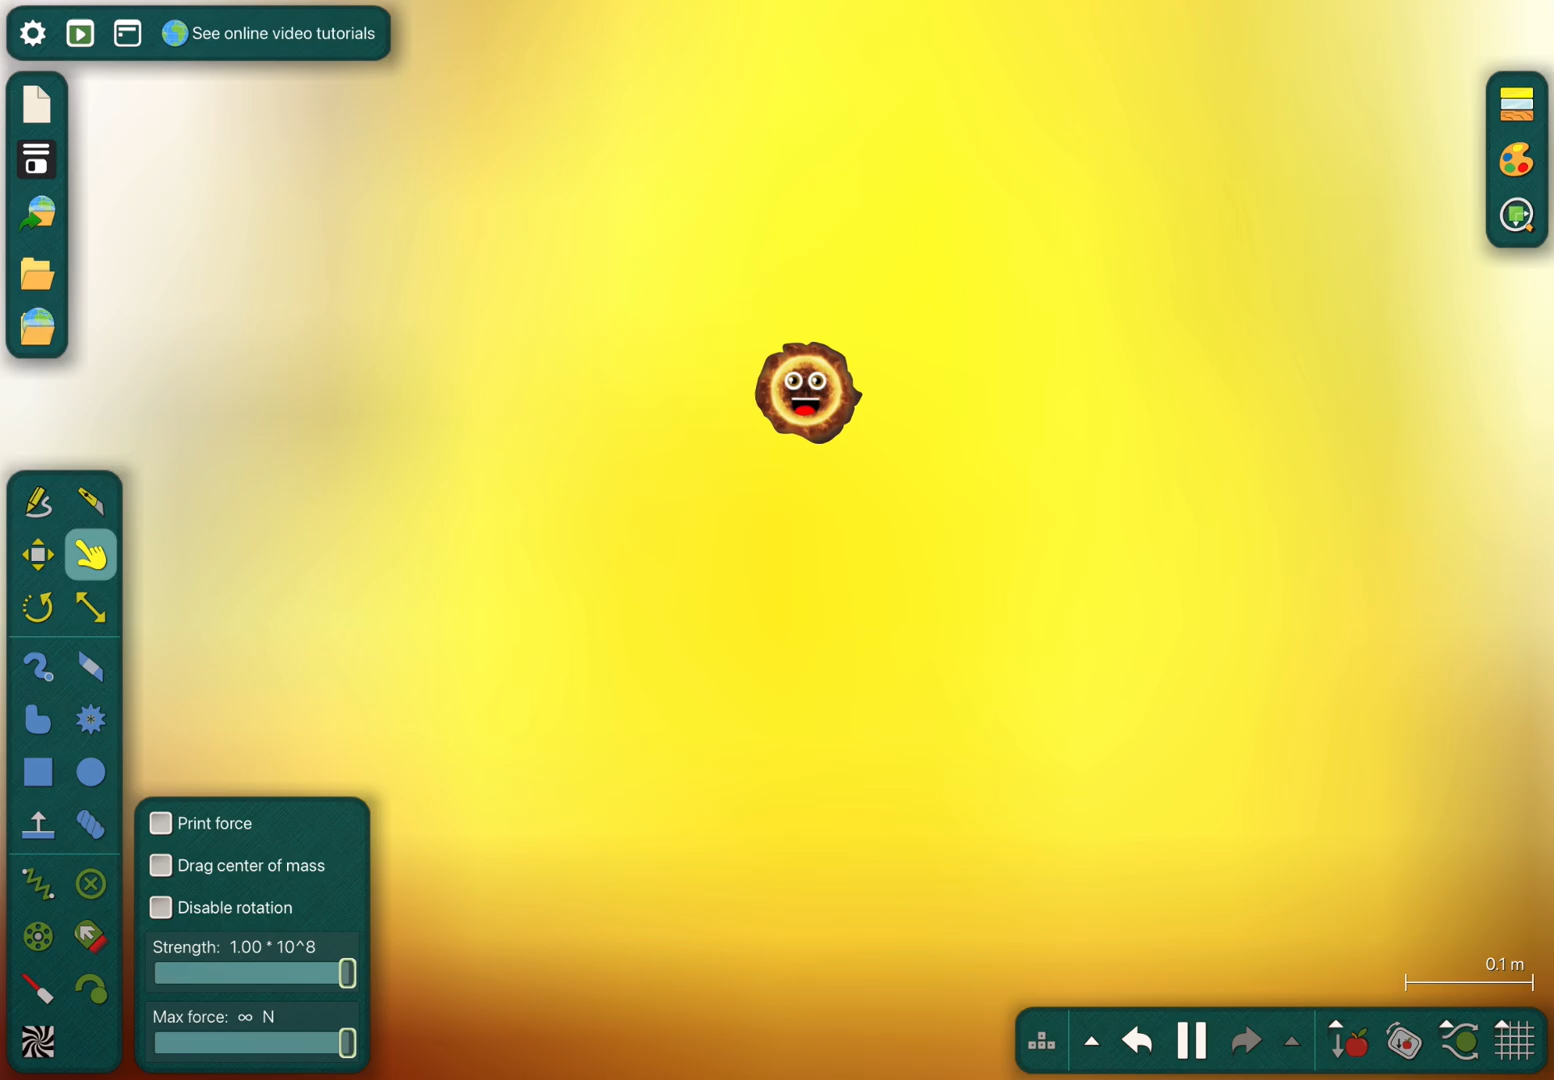 See online video tutorials
Print force
Drag center of mass
Disable rotation
Strength: 1.00 * 10^8
Max force: ∞ N
0.1 m